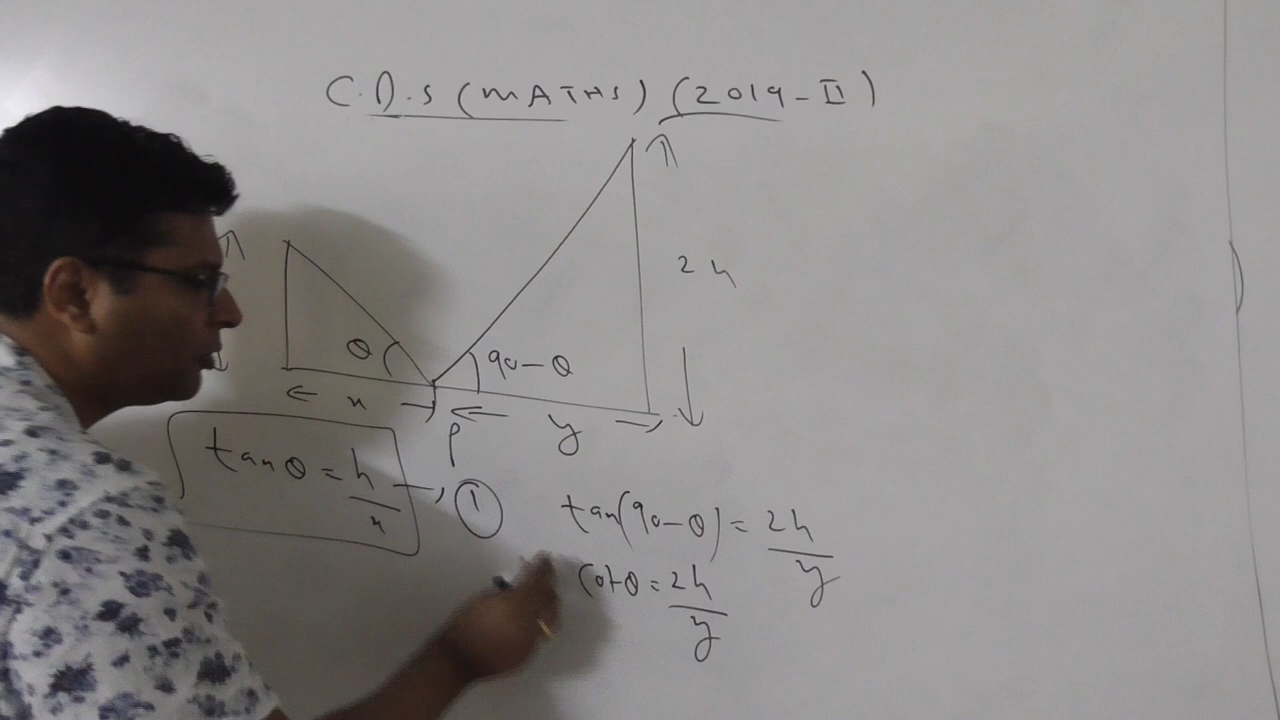 C.D.S (MATHS) (2019-II)
2h
θ
90-θ
x
P
y
tanθ = h/x → ①
tan(90-θ) = 2h/y
cotθ = 2h/y